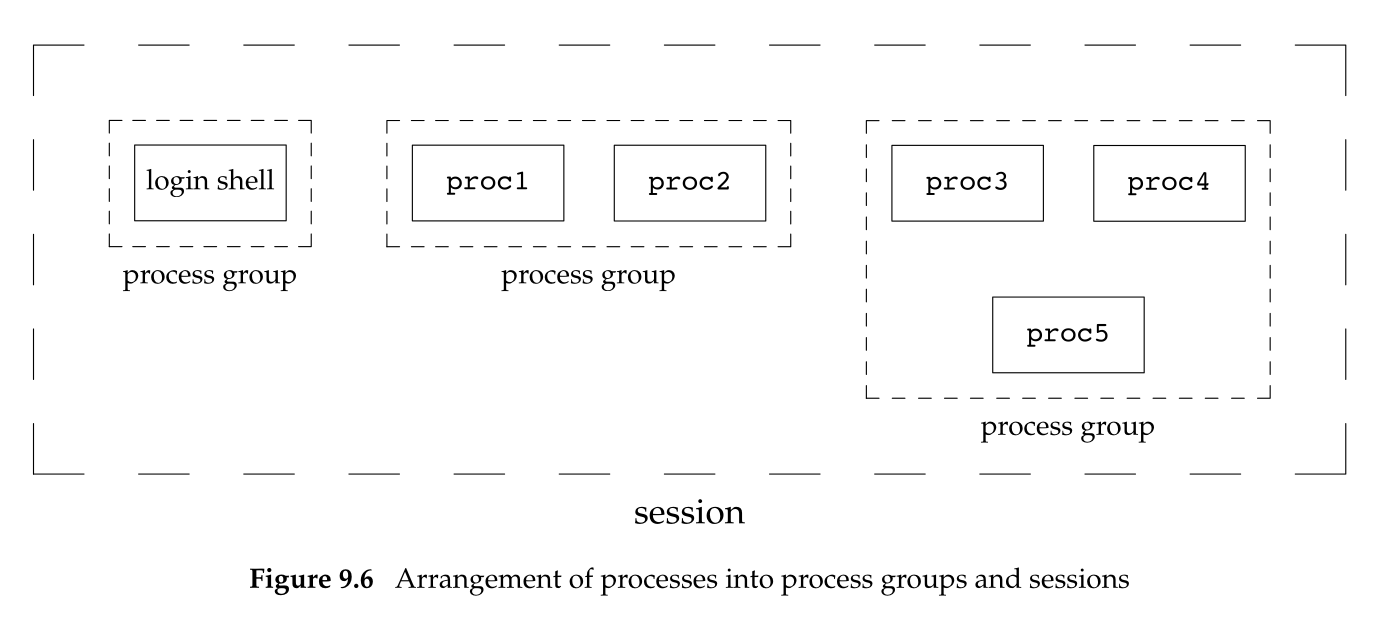 login shell
proc1
proc2
proc3
proc4
process group
process group
proc5
process group
session
Figure 9.6 Arrangement of processes into process groups and sessions